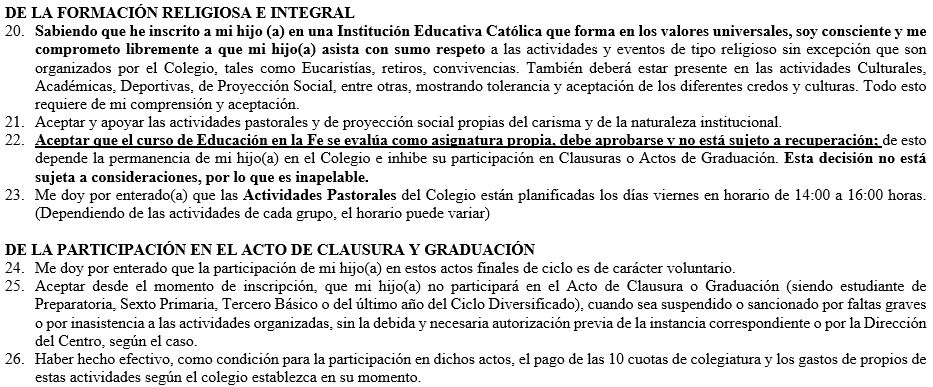 DE LA FORMACIÓN RELIGIOSA E INTEGRAL
20. Sabiendo que he inscrito a mi hijo (a) en una Institución Educativa Católica que forma en los valores universales, soy consciente y me
comprometo libremente a que mi hijo(a) asista con sumo respeto a las actividades y eventos de tipo religioso sin excepción que son
organizados por el Colegio, tales como Eucaristías, retiros, convivencias. También deberá estar presente en las actividades Culturales,
Académicas, Deportivas, de Proyección Social, entre otras, mostrando tolerancia y aceptación de los diferentes credos y culturas. Todo esto
requiere de mi comprensión y aceptación.
21. Aceptar y apoyar las actividades pastorales y de proyección social propias del carisma y de la naturaleza institucional.
22. Aceptar que el curso de Educación en la Fe se evalúa como asignatura propia, debe aprobarse y no está sujeto a recuperación; de esto
depende la permanencia de mi hijo(a) en el Colegio e inhibe su participación en Clausuras o Actos de Graduación. Esta decisión no está
sujeta a consideraciones, por lo que es inapelable.
23. Me doy por enterado(a) que las Actividades Pastorales del Colegio están planificadas los días viernes en horario de 14:00 a 16:00 horas.
(Dependiendo de las actividades de cada grupo, el horario puede variar)
DE LA PARTICIPACIÓN EN EL ACTO DE CLAUSURA Y GRADUACIÓN
24. Me doy por enterado que la participación de mi hijo(a) en estos actos finales de ciclo es de carácter voluntario.
25. Aceptar desde el momento de inscripción, que mi hijo(a) no participará en el Acto de Clausura o Graduación (siendo estudiante de
Preparatoria, Sexto Primaria, Tercero Básico o del último año del Ciclo Diversificado), cuando sea suspendido o sancionado por faltas graves
o por inasistencia a las actividades organizadas, sin la debida y necesaria autorización previa de la instancia correspondiente o por la Dirección
del Centro, según el caso.
26. Haber hecho efectivo, como condición para la participación en dichos actos, el pago de las 10 cuotas de colegiatura y los gastos de propios de
estas actividades según el colegio establezca en su momento.